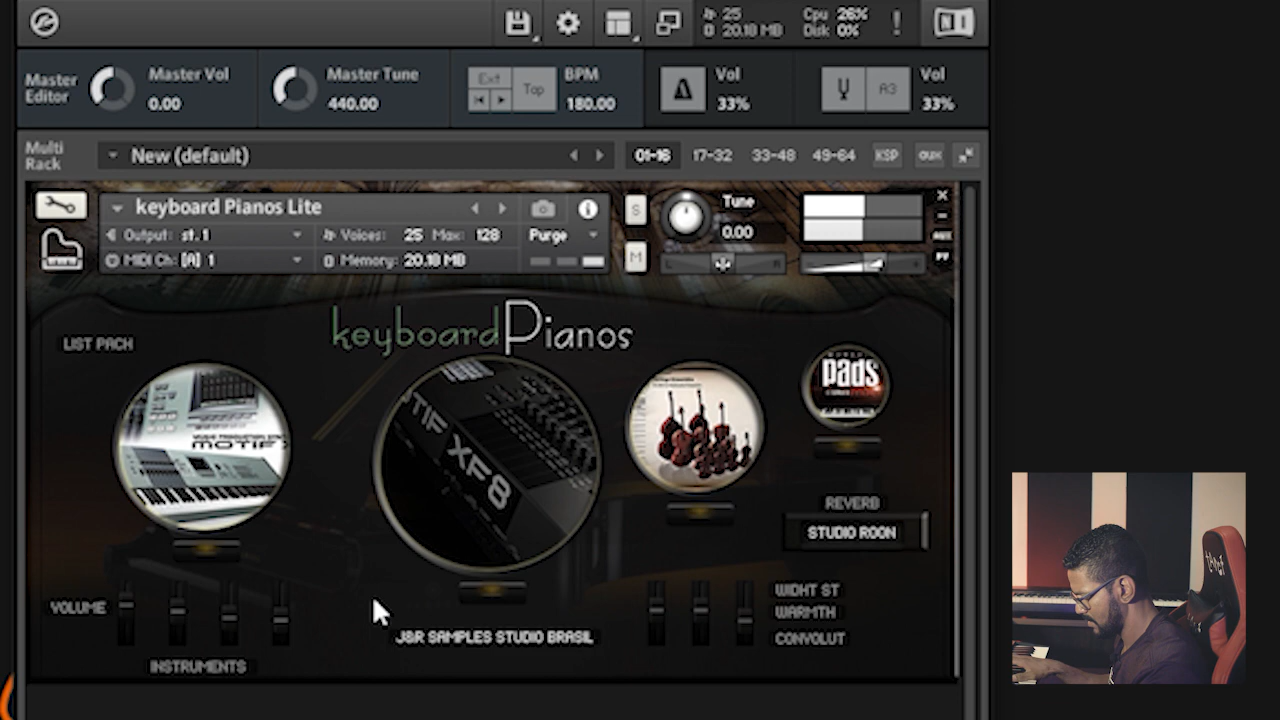 25 Cpu 26%
20.18 MB Disk 0%
Master Editor
Master Vol
0.00
Master Tune
440.00
Ext
Tap
BPM
180.00
Vol
33%
A3
Vol
33%
Multi Rack
New (default)
01-16 17-32 33-48 49-64 KSP aux
keyboard Pianos Lite
Output: st.1
Voices: 25 Max: 128
Purge
MIDI Ch: [A] 1
Memory: 20.18 MB
S
M
Tune
0.00
L R
AUX
PV
keyboardPianos
LIST PACH
MOTIF
MOTIF XF8
pads
REVERB
STUDIO ROON
VOLUME
INSTRUMENTS
J&R SAMPLES STUDIO BRASIL
WIDHT ST
WARMTH
CONVOLUT